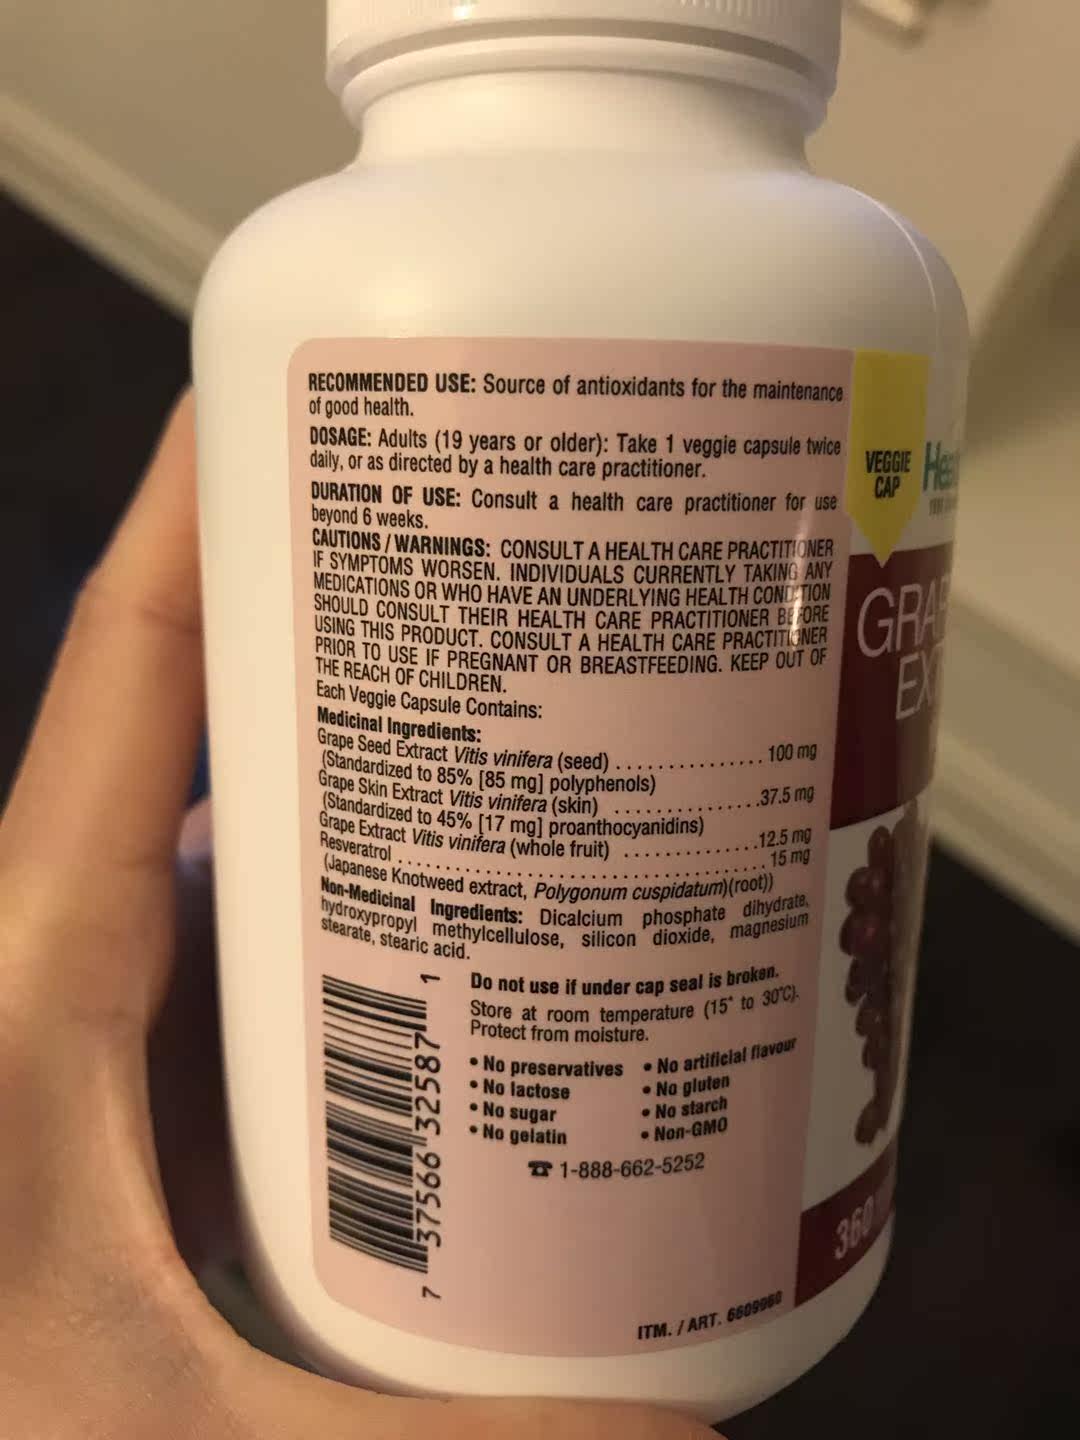 RECOMMENDED USE: Source of antioxidants for the maintenance
of good health.
DOSAGE: Adults (19 years or older): Take 1 veggie capsule twice
daily, or as directed by a health care practitioner.
DURATION OF USE: Consult a health care practitioner for use
beyond 6 weeks.
CAUTIONS / WARNINGS: CONSULT A HEALTH CARE PRACTITIONER
IF SYMPTOMS WORSEN. INDIVIDUALS CURRENTLY TAKING ANY
MEDICATIONS OR WHO HAVE AN UNDERLYING HEALTH CONDITION
SHOULD CONSULT THEIR HEALTH CARE PRACTITIONER BEFORE
USING THIS PRODUCT. CONSULT A HEALTH CARE PRACTITIONER
PRIOR TO USE IF PREGNANT OR BREASTFEEDING. KEEP OUT OF
THE REACH OF CHILDREN.
Each Veggie Capsule Contains:
Medicinal Ingredients:
Grape Seed Extract Vitis vinifera (seed) ............... 100 mg
(Standardized to 85% [85 mg] polyphenols)
Grape Skin Extract Vitis vinifera (skin) ...............37.5 mg
(Standardized to 45% [17 mg] proanthocyanidins)
Grape Extract Vitis vinifera (whole fruit) ..............12.5 mg
Resveratrol ...................................... 15 mg
(Japanese Knotweed extract, Polygonum cuspidatum)(root))
Non-Medicinal Ingredients: Dicalcium phosphate dihydrate,
hydroxypropyl methylcellulose, silicon dioxide, magnesium
stearate, stearic acid.
Do not use if under cap seal is broken.
Store at room temperature (15° to 30°C).
Protect from moisture.
• No preservatives • No artificial flavour
• No lactose • No gluten
• No sugar • No starch
• No gelatin • Non-GMO
☎ 1-888-662-5252
7 37566 32587 1
ITM. / ART. 6609960
VEGGIE
CAP
GRA
EX
360